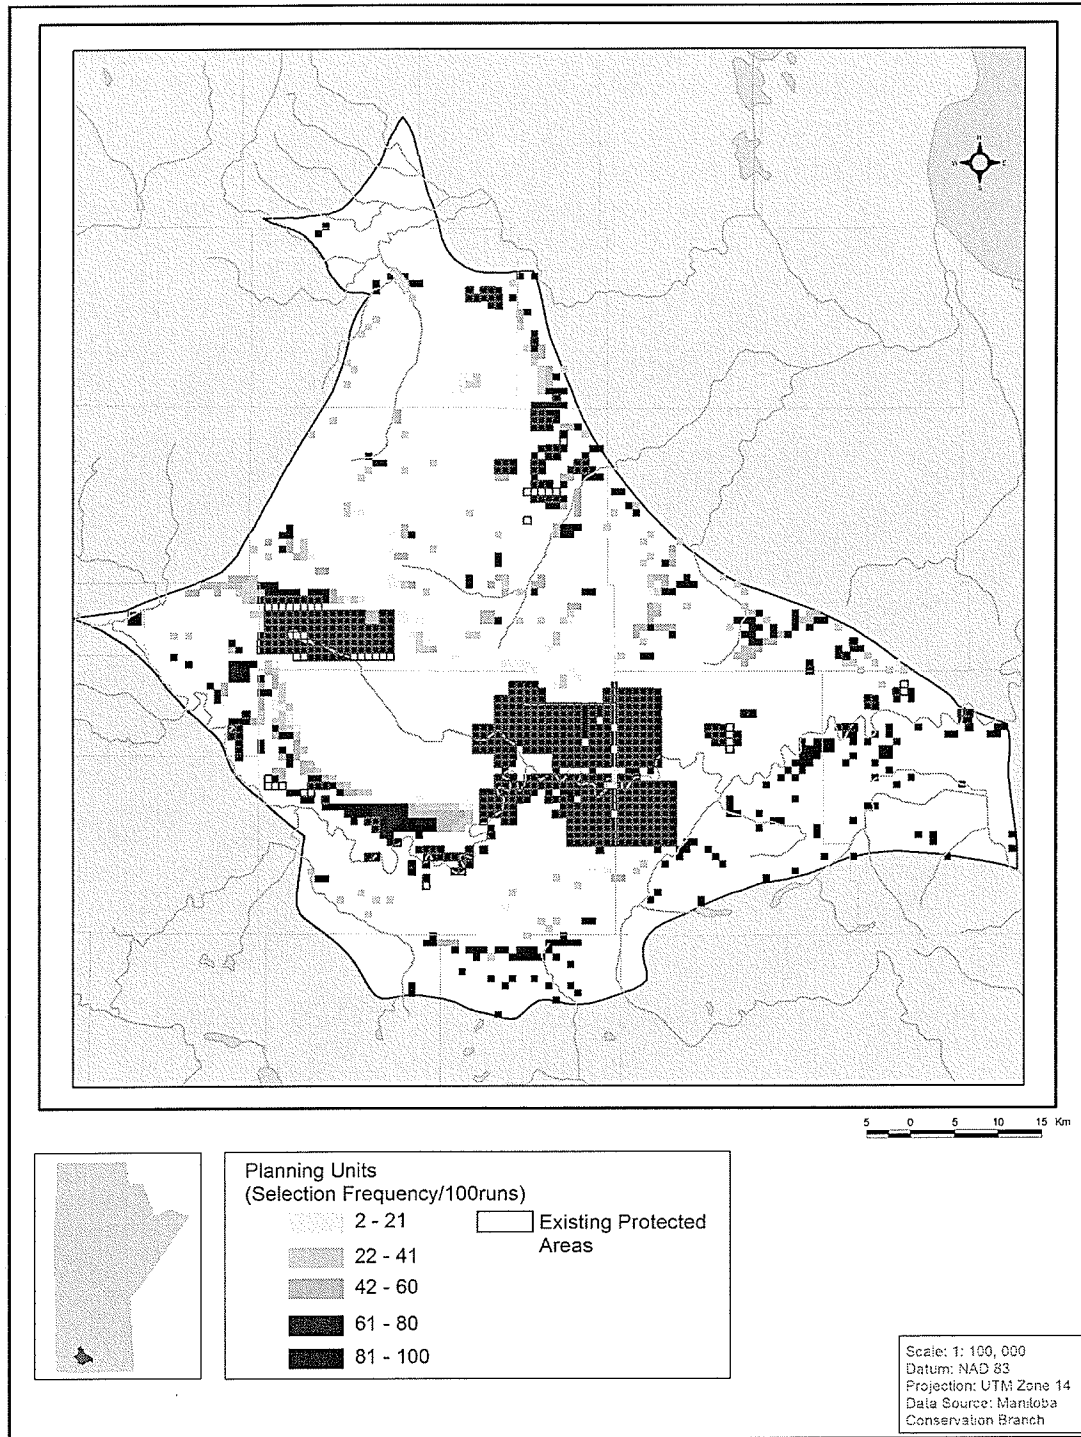 N
W E
S
5 0 5 10 15 Km
Planning Units
(Selection Frequency/100runs)
2 - 21
22 - 41
42 - 60
61 - 80
81 - 100
Existing Protected
Areas
Scale: 1: 100, 000
Datum: NAD 83
Projection: UTM Zone 14
Data Source: Manitoba
Conservation Branch